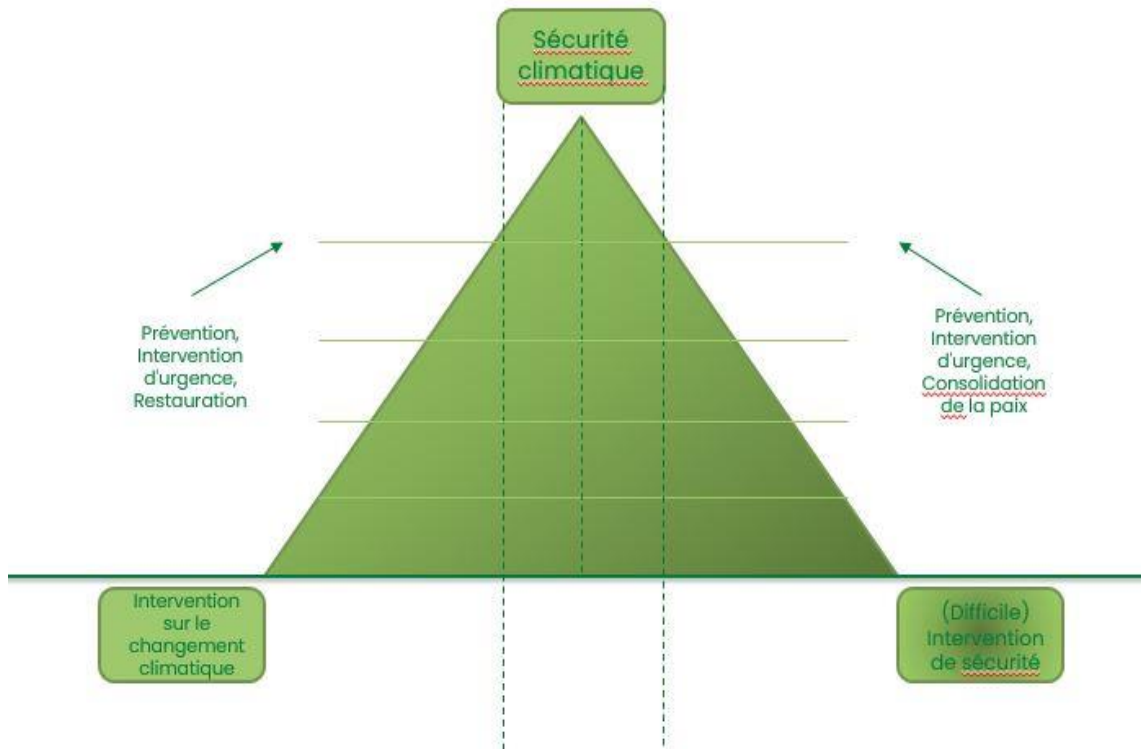 Sécurité
climatique
Prévention,
Intervention
d'urgence,
Restauration
Prévention,
Intervention
d'urgence,
Consolidation
de la paix
Intervention
sur le
changement
climatique
(Difficile)
Intervention
de sécurité